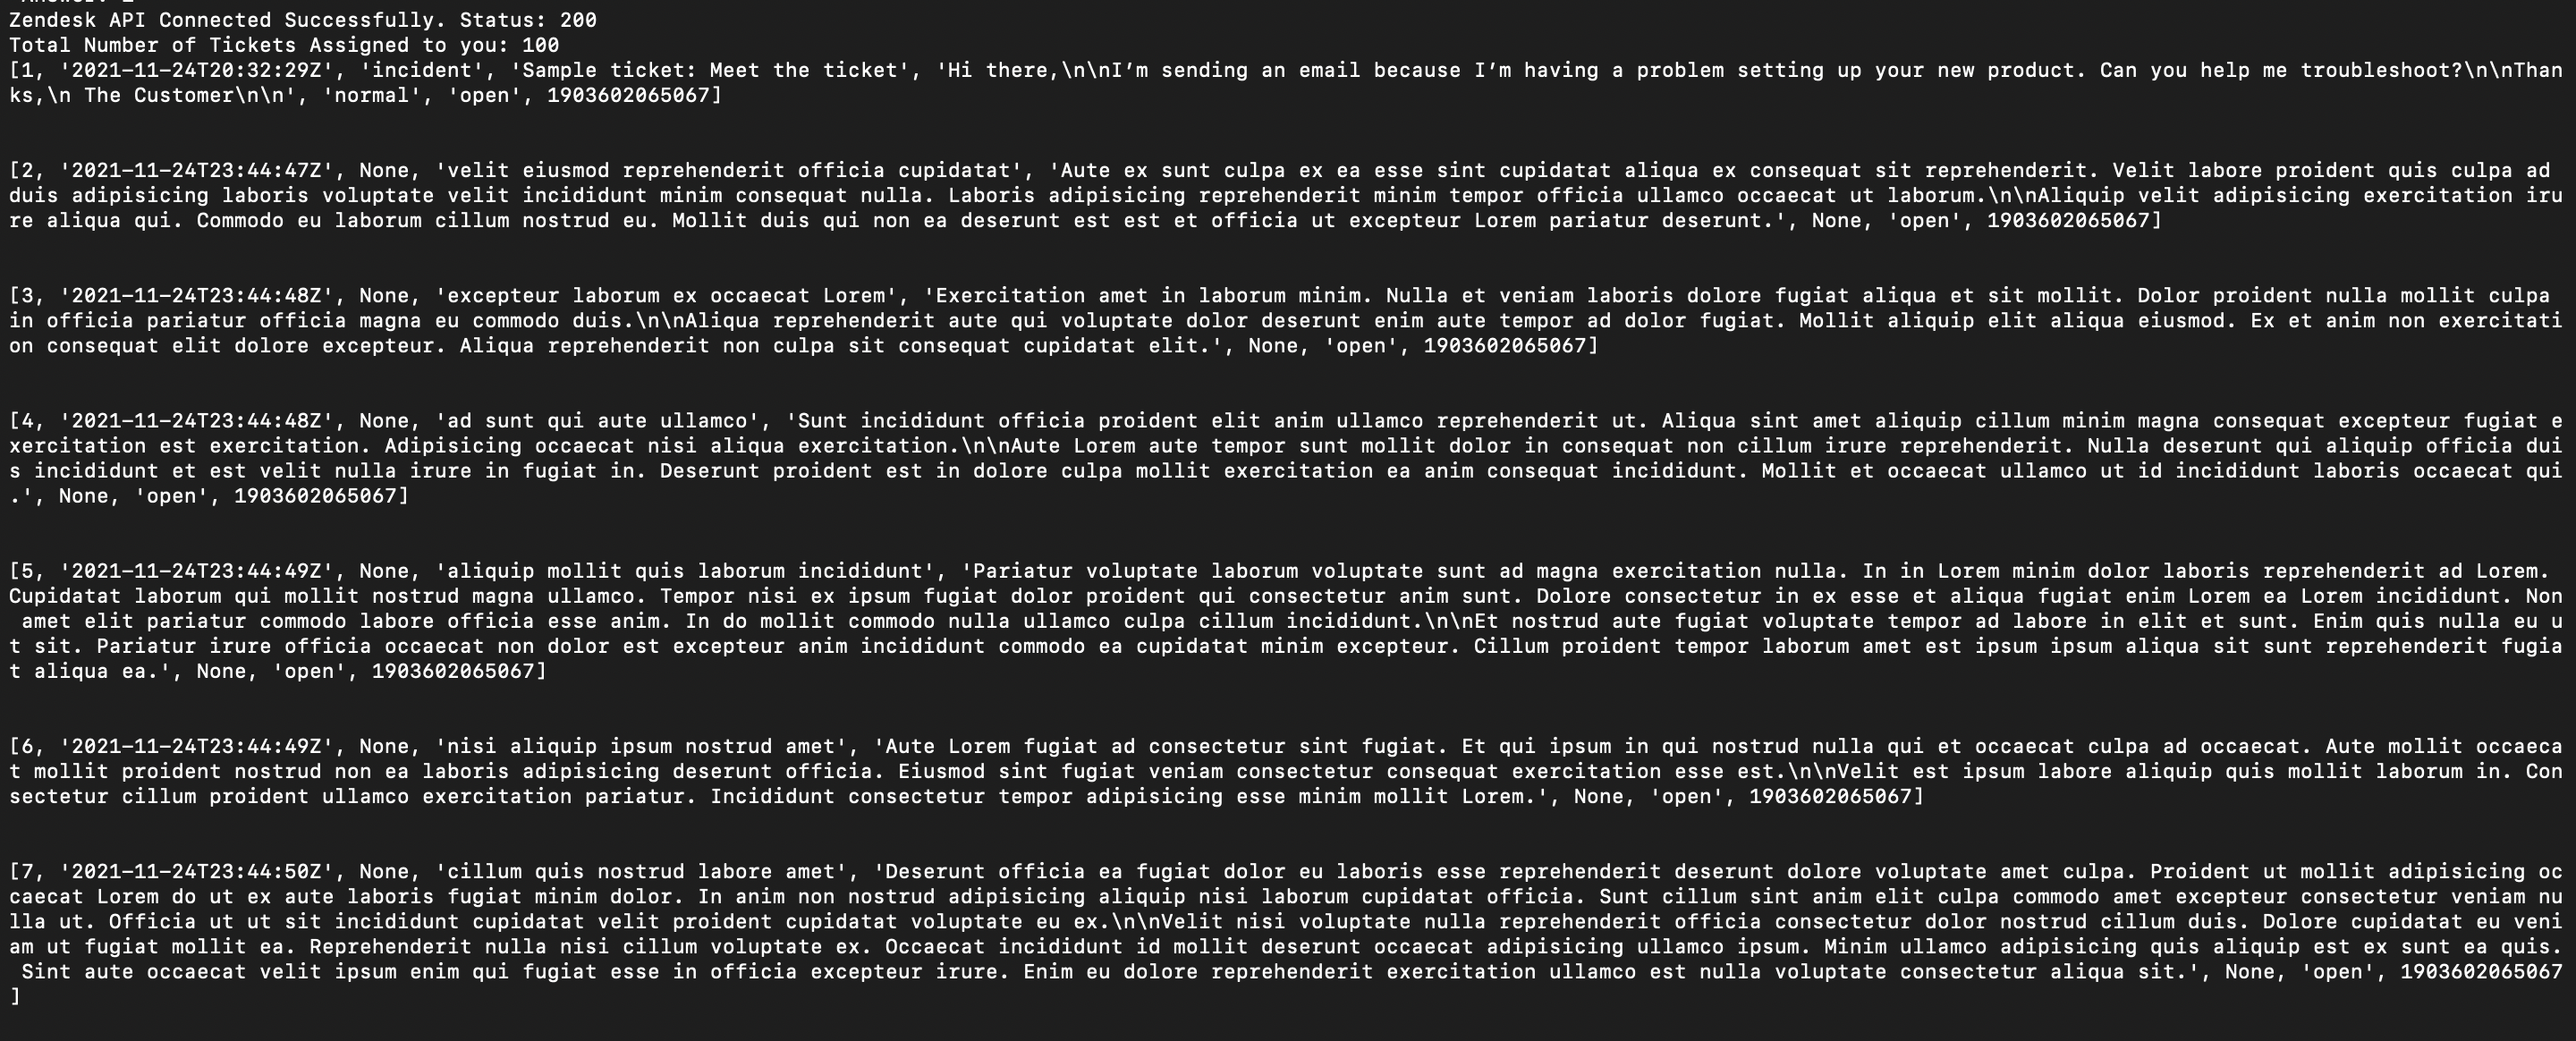 Zendesk API Connected Successfully. Status: 200
Total Number of Tickets Assigned to you: 100
[1, '2021-11-24T20:32:29Z', 'incident', 'Sample ticket: Meet the ticket', 'Hi there,\n\nI’m sending an email because I’m having a problem setting up your new product. Can you help me troubleshoot?\n\nThan
ks,\n The Customer\n\n', 'normal', 'open', 1903602065067]
[2, '2021-11-24T23:44:47Z', None, 'velit eiusmod reprehenderit officia cupidatat', 'Aute ex sunt culpa ex ea esse sint cupidatat aliqua ex consequat sit reprehenderit. Velit labore proident quis culpa ad
duis adipisicing laboris voluptate velit incididunt minim consequat nulla. Laboris adipisicing reprehenderit minim tempor officia ullamco occaecat ut laborum.\n\nAliquip velit adipisicing exercitation iru
re aliqua qui. Commodo eu laborum cillum nostrud eu. Mollit duis qui non ea deserunt est est et officia ut excepteur Lorem pariatur deserunt.', None, 'open', 1903602065067]
[3, '2021-11-24T23:44:48Z', None, 'excepteur laborum ex occaecat Lorem', 'Exercitation amet in laborum minim. Nulla et veniam laboris dolore fugiat aliqua et sit mollit. Dolor proident nulla mollit culpa
in officia pariatur officia magna eu commodo duis.\n\nAliqua reprehenderit aute qui voluptate dolor deserunt enim aute tempor ad dolor fugiat. Mollit aliquip elit aliqua eiusmod. Ex et anim non exercitati
on consequat elit dolore excepteur. Aliqua reprehenderit non culpa sit consequat cupidatat elit.', None, 'open', 1903602065067]
[4, '2021-11-24T23:44:48Z', None, 'ad sunt qui aute ullamco', 'Sunt incididunt officia proident elit anim ullamco reprehenderit ut. Aliqua sint amet aliquip cillum minim magna consequat excepteur fugiat e
xercitation est exercitation. Adipisicing occaecat nisi aliqua exercitation.\n\nAute Lorem aute tempor sunt mollit dolor in consequat non cillum irure reprehenderit. Nulla deserunt qui aliquip officia dui
s incididunt et est velit nulla irure in fugiat in. Deserunt proident est in dolore culpa mollit exercitation ea anim consequat incididunt. Mollit et occaecat ullamco ut id incididunt laboris occaecat qui
.', None, 'open', 1903602065067]
[5, '2021-11-24T23:44:49Z', None, 'aliquip mollit quis laborum incididunt', 'Pariatur voluptate laborum voluptate sunt ad magna exercitation nulla. In in Lorem minim dolor laboris reprehenderit ad Lorem.
Cupidatat laborum qui mollit nostrud magna ullamco. Tempor nisi ex ipsum fugiat dolor proident qui consectetur anim sunt. Dolore consectetur in ex esse et aliqua fugiat enim Lorem ea Lorem incididunt. Non
 amet elit pariatur commodo labore officia esse anim. In do mollit commodo nulla ullamco culpa cillum incididunt.\n\nEt nostrud aute fugiat voluptate tempor ad labore in elit et sunt. Enim quis nulla eu u
t sit. Pariatur irure officia occaecat non dolor est excepteur anim incididunt commodo ea cupidatat minim excepteur. Cillum proident tempor laborum amet est ipsum ipsum aliqua sit sunt reprehenderit fugia
t aliqua ea.', None, 'open', 1903602065067]
[6, '2021-11-24T23:44:49Z', None, 'nisi aliquip ipsum nostrud amet', 'Aute Lorem fugiat ad consectetur sint fugiat. Et qui ipsum in qui nostrud nulla qui et occaecat culpa ad occaecat. Aute mollit occaeca
t mollit proident nostrud non ea laboris adipisicing deserunt officia. Eiusmod sint fugiat veniam consectetur consequat exercitation esse est.\n\nVelit est ipsum labore aliquip quis mollit laborum in. Con
sectetur cillum proident ullamco exercitation pariatur. Incididunt consectetur tempor adipisicing esse minim mollit Lorem.', None, 'open', 1903602065067]
[7, '2021-11-24T23:44:50Z', None, 'cillum quis nostrud labore amet', 'Deserunt officia ea fugiat dolor eu laboris esse reprehenderit deserunt dolore voluptate amet culpa. Proident ut mollit adipisicing oc
caecat Lorem do ut ex aute laboris fugiat minim dolor. In anim non nostrud adipisicing aliquip nisi laborum cupidatat officia. Sunt cillum sint anim elit culpa commodo amet excepteur consectetur veniam nu
lla ut. Officia ut ut sit incididunt cupidatat velit proident cupidatat voluptate eu ex.\n\nVelit nisi voluptate nulla reprehenderit officia consectetur dolor nostrud cillum duis. Dolore cupidatat eu veni
am ut fugiat mollit ea. Reprehenderit nulla nisi cillum voluptate ex. Occaecat incididunt id mollit deserunt occaecat adipisicing ullamco ipsum. Minim ullamco adipisicing quis aliquip est ex sunt ea quis.
 Sint aute occaecat velit ipsum enim qui fugiat esse in officia excepteur irure. Enim eu dolore reprehenderit exercitation ullamco est nulla voluptate consectetur aliqua sit.', None, 'open', 1903602065067
]